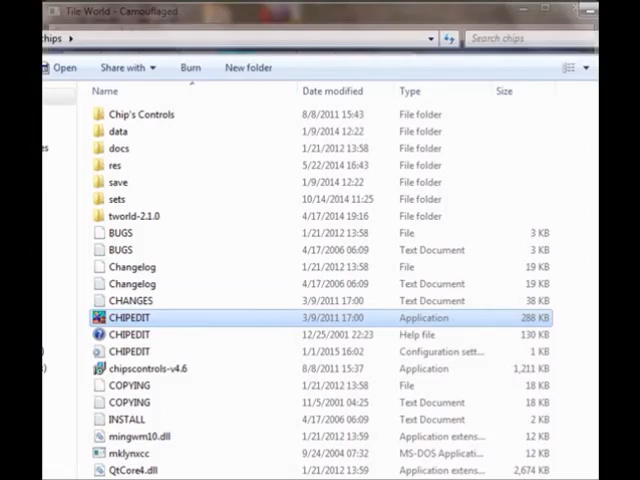 Tile World - Camouflaged
chips
Search chips
Open Share with Burn New folder
Name Date modified Type Size
Chip's Controls 8/8/2011 15:43 File folder
data 1/9/2014 12:22 File folder
docs 1/21/2012 13:58 File folder
res 5/22/2014 16:43 File folder
save 1/9/2014 12:22 File folder
sets 10/14/2014 11:25 File folder
tworld-2.1.0 4/17/2014 19:16 File folder
BUGS 1/21/2012 13:58 File 3 KB
BUGS 4/17/2006 06:09 Text Document 3 KB
Changelog 1/21/2012 13:58 File 19 KB
Changelog 4/17/2006 06:09 Text Document 19 KB
CHANGES 3/9/2011 17:00 Text Document 38 KB
CHIPEDIT 3/9/2011 17:00 Application 288 KB
CHIPEDIT 12/25/2001 22:23 Help file 130 KB
CHIPEDIT 1/1/2015 16:02 Configuration sett... 1 KB
chipscontrols-v4.6 8/8/2011 15:37 Application 1,211 KB
COPYING 1/21/2012 13:58 File 18 KB
COPYING 11/5/2001 04:25 Text Document 18 KB
INSTALL 4/17/2006 06:09 Text Document 2 KB
mingwm10.dll 1/21/2012 13:59 Application extens... 12 KB
mklynxcc 9/24/2004 07:32 MS-DOS Applicati... 12 KB
QtCore4.dll 1/21/2012 13:59 Application extens... 2,674 KB